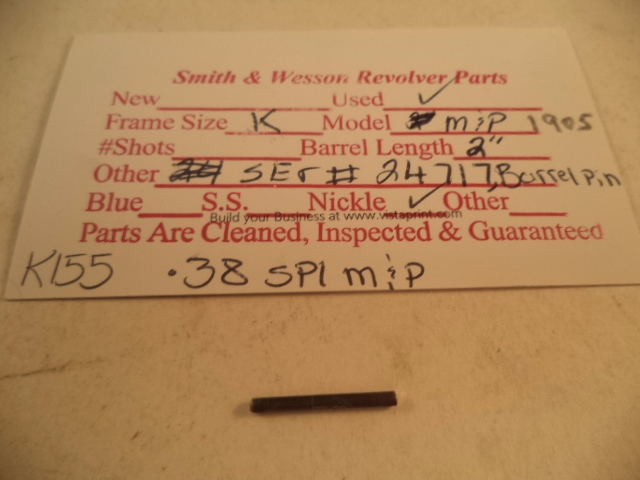 Smith & Wesson Revolver Parts
New Used ✓
Frame Size K Model M&P 1905
#Shots Barrel Length 2"
Other SEr # 24717, Barrel Pin
Blue S.S. Nickle ✓ Other
Build your Business at www.vistaprint.com
Parts Are Cleaned, Inspected & Guaranteed
K155 .38 SPl M&P